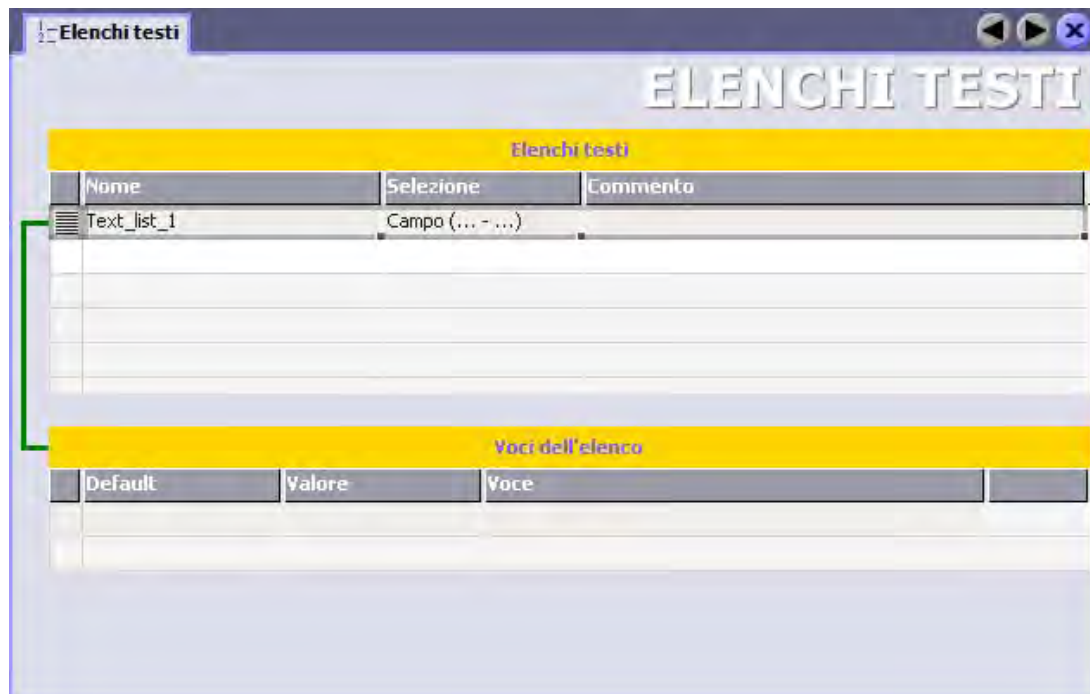 Elenchi testi
ELENCHI TESTI
Elenchi testi
Nome Selezione Commento
Text_list_1 Campo (... - ...)
Voci dell'elenco
Default Valore Voce